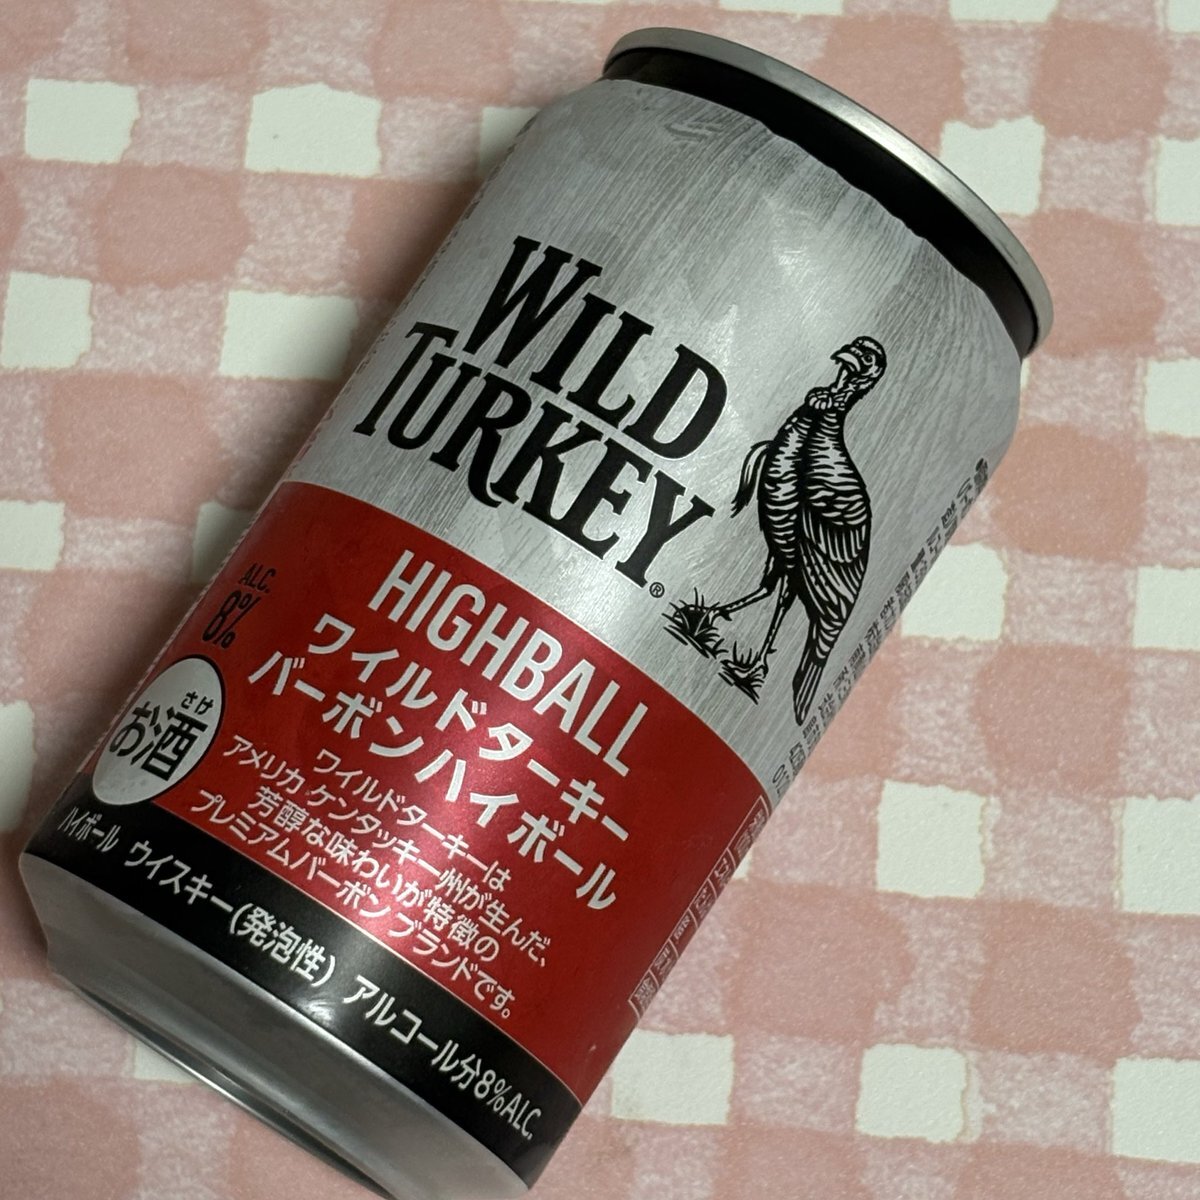 WILD
TURKEY®
HIGHBALL
ワイルドターキー
バーボンハイボール
ALC.
8%
さけ
お酒
ワイルドターキーは
アメリカ ケンタッキー州が生んだ、
芳醇な味わいが特徴の
プレミアムバーボンブランドです。
ハイボール ウイスキー(発泡性) アルコール分8%ALC.